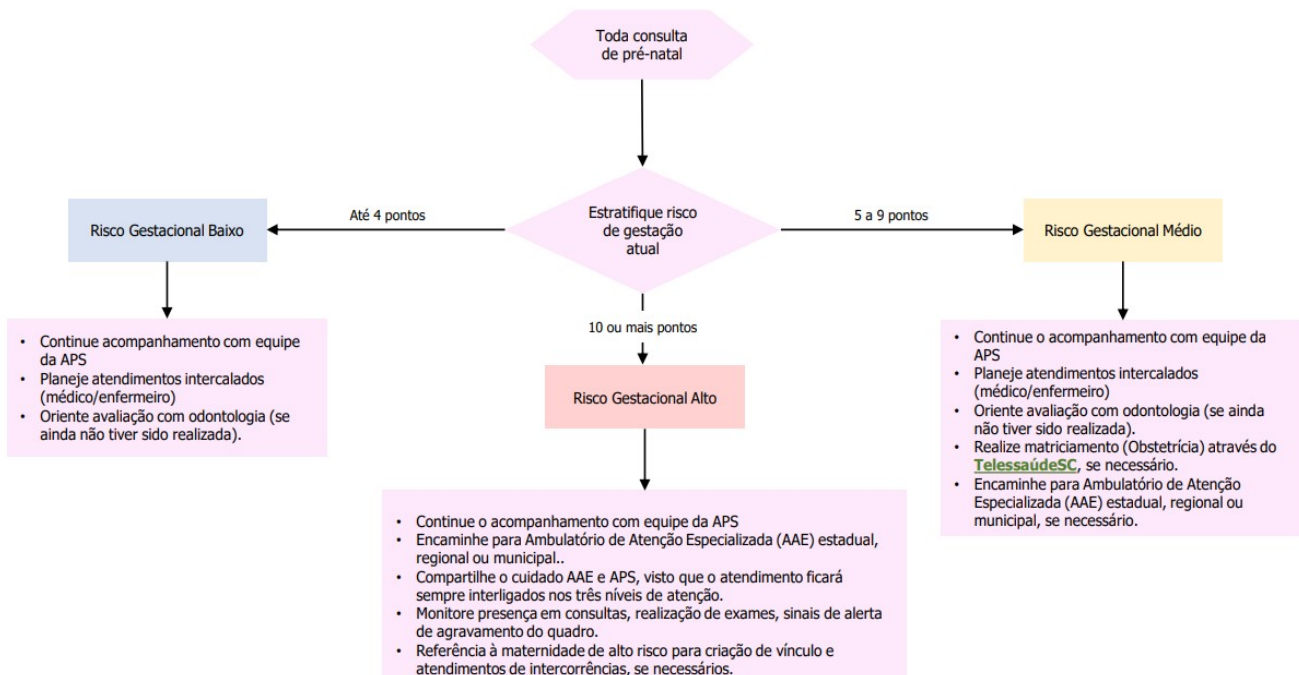 Toda consulta
de pré-natal
Estratifique risco
de gestação
atual
Até 4 pontos
Risco Gestacional Baixo
• Continue acompanhamento com equipe
da APS
• Planeje atendimentos intercalados
(médico/enfermeiro)
• Oriente avaliação com odontologia (se
ainda não tiver sido realizada).
10 ou mais pontos
Risco Gestacional Alto
• Continue o acompanhamento com equipe da APS
• Encaminhe para Ambulatório de Atenção Especializada (AAE) estadual,
regional ou municipal..
• Compartilhe o cuidado AAE e APS, visto que o atendimento ficará
sempre interligados nos três níveis de atenção.
• Monitore presença em consultas, realização de exames, sinais de alerta
de agravamento do quadro.
• Referência à maternidade de alto risco para criação de vínculo e
atendimentos de intercorrências, se necessários.
5 a 9 pontos
Risco Gestacional Médio
• Continue o acompanhamento com equipe da
APS
• Planeje atendimentos intercalados
(médico/enfermeiro)
• Oriente avaliação com odontologia (se ainda
não tiver sido realizada).
• Realize matriciamento (Obstetrícia) através do
TelessaúdeSC, se necessário.
• Encaminhe para Ambulatório de Atenção
Especializada (AAE) estadual, regional ou
municipal, se necessário.